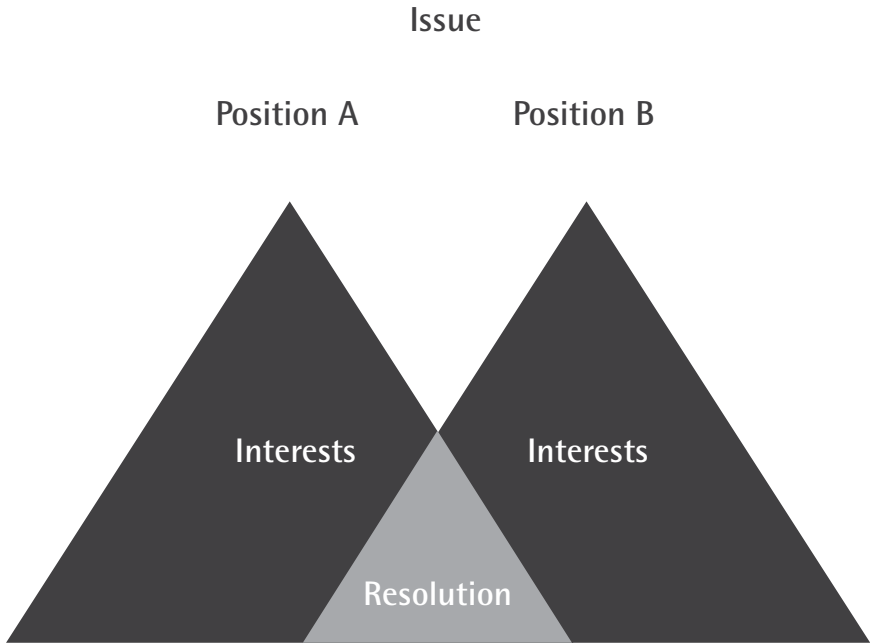 Issue
Position A Position B
Interests Interests
Resolution